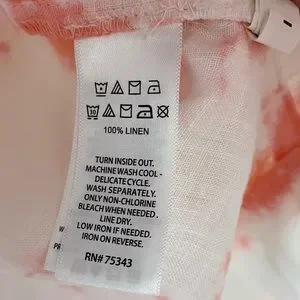 30
100% LINEN
TURN INSIDE OUT.
MACHINE WASH COOL -
DELICATE CYCLE.
WASH SEPARATELY.
ONLY NON-CHLORINE
BLEACH WHEN NEEDED.
LINE DRY.
LOW IRON IF NEEDED.
IRON ON REVERSE.
RN# 75343